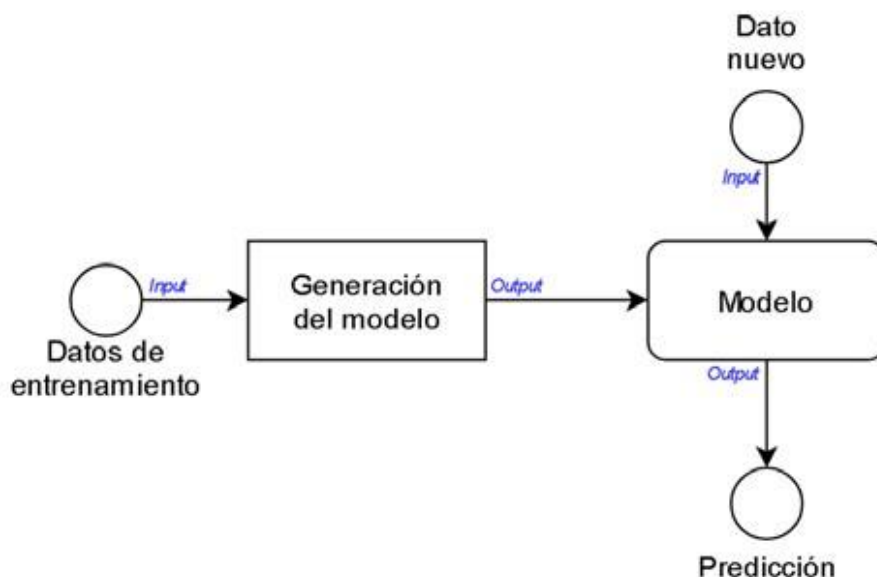 Dato
nuevo
Input
Input
Generación
del modelo
Output
Modelo
Datos de
entrenamiento
Output
Predicción